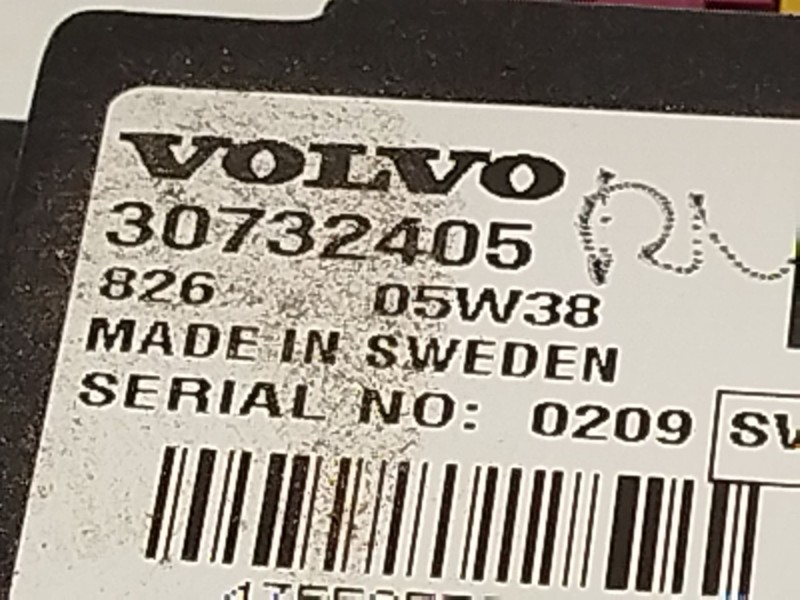 VOLVO
30732405
826 05W38
MADE IN SWEDEN
SERIAL NO: 0209